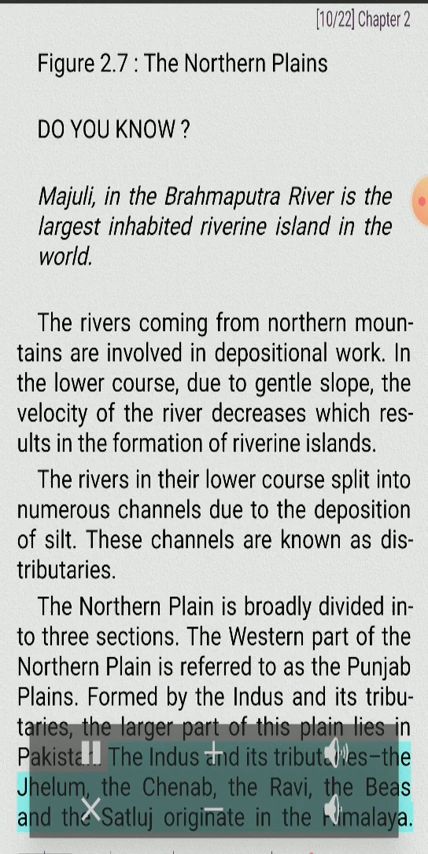 [10/22] Chapter 2
Figure 2.7 : The Northern Plains
DO YOU KNOW ?
Majuli, in the Brahmaputra River is the
largest inhabited riverine island in the
world.
The rivers coming from northern moun-
tains are involved in depositional work. In
the lower course, due to gentle slope, the
velocity of the river decreases which res-
ults in the formation of riverine islands.
The rivers in their lower course split into
numerous channels due to the deposition
of silt. These channels are known as dis-
tributaries.
The Northern Plain is broadly divided in-
to three sections. The Western part of the
Northern Plain is referred to as the Punjab
Plains. Formed by the Indus and its tribu-
taries, the larger part of this plain lies in
Pakistan. The Indus and its tributaries–the
Jhelum, the Chenab, the Ravi, the Beas
and the Satluj originate in the Himalaya.